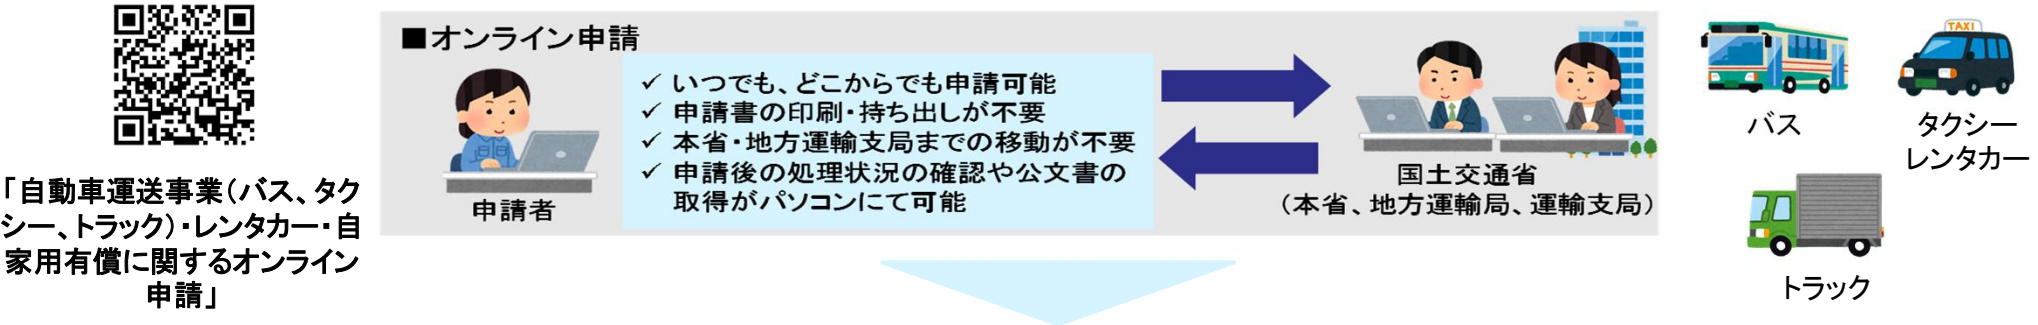 「自動車運送事業（バス、タク
シー、トラック）・レンタカー・自
家用有償に関するオンライン
申請」
■オンライン申請
申請者
✓ いつでも、どこからでも申請可能
✓ 申請書の印刷・持ち出しが不要
✓ 本省・地方運輸支局までの移動が不要
✓ 申請後の処理状況の確認や公文書の
取得がパソコンにて可能
国土交通省
（本省、地方運輸局、運輸支局）
バス
TAXI
タクシー
レンタカー
トラック